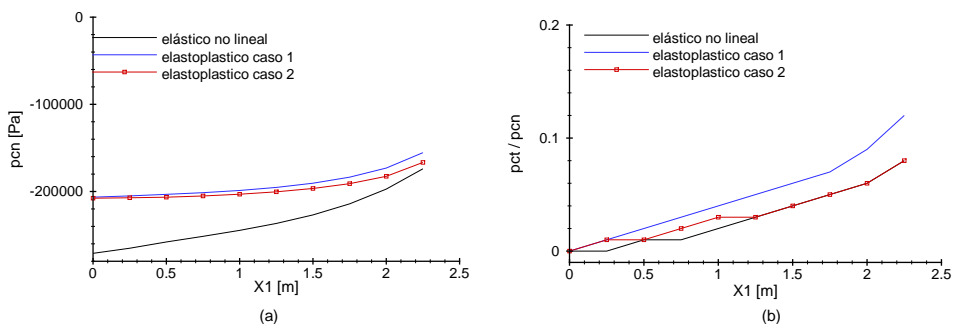 0
-100000
-200000
pcn [Pa]
elástico no lineal
elastoplastico caso 1
elastoplastico caso 2
0 0.5 1 1.5 2 2.5
X1 [m]
(a)
0.2
0.1
0
pct / pcn
elástico no lineal
elastoplastico caso 1
elastoplastico caso 2
0 0.5 1 1.5 2 2.5
X1 [m]
(b)